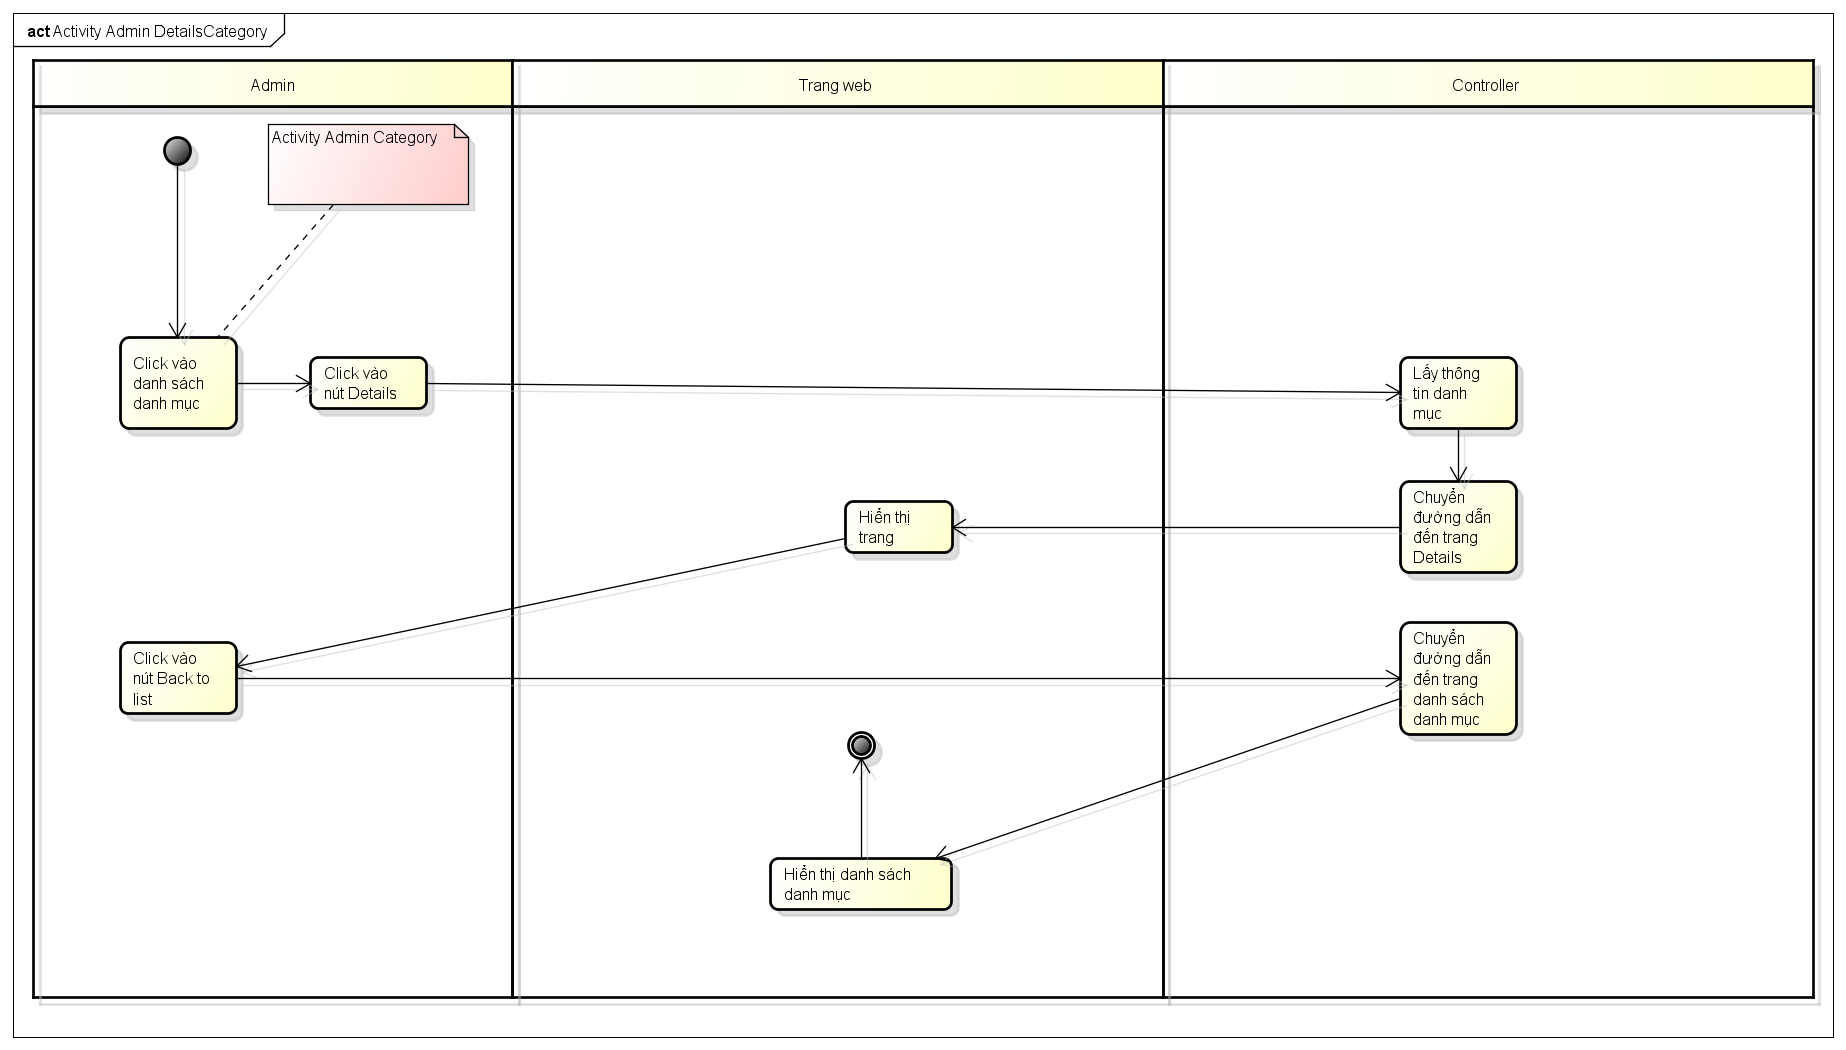 act Activity Admin DetailsCategory
Admin
Trang web
Controller
Activity Admin Category
Click vào
danh sách
danh mục
Click vào
nút Details
Lấy thông
tin danh
mục
Chuyển
đường dẫn
đến trang
Details
Hiển thị
trang
Click vào
nút Back to
list
Chuyển
đường dẫn
đến trang
danh sách
danh mục
Hiển thị danh sách
danh mục